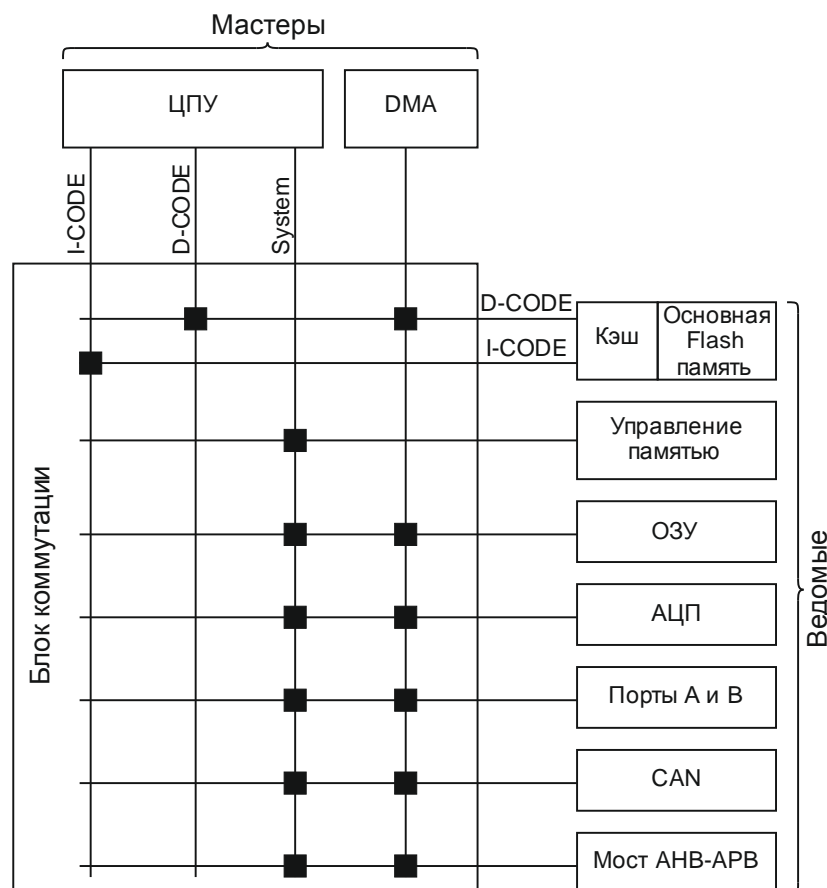 Мастеры
ЦПУ
DMA
I-CODE
D-CODE
System
D-CODE
I-CODE
Кэш
Основная
Flash
память
Управление
памятью
ОЗУ
АЦП
Порты А и В
CAN
Мост AHB-APB
Блок коммутации
Ведомые